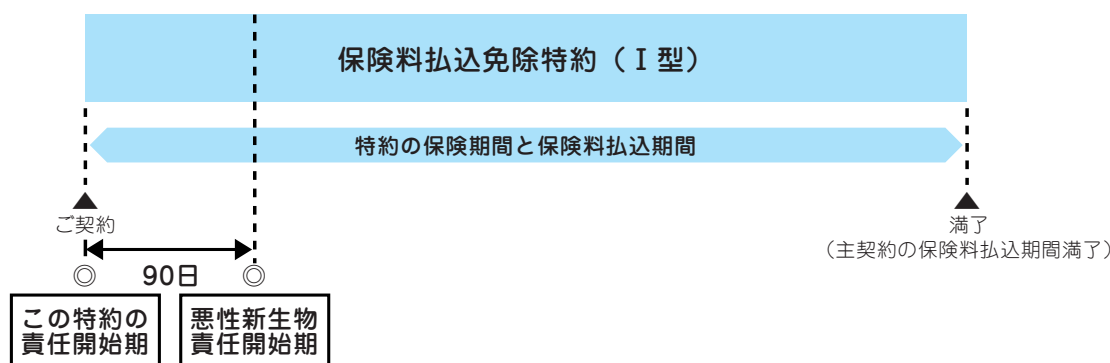 保険料払込免除特約（Ⅰ型）
特約の保険期間と保険料払込期間
ご契約
満了
（主契約の保険料払込期間満了）
90日
この特約の
責任開始期
悪性新生物
責任開始期